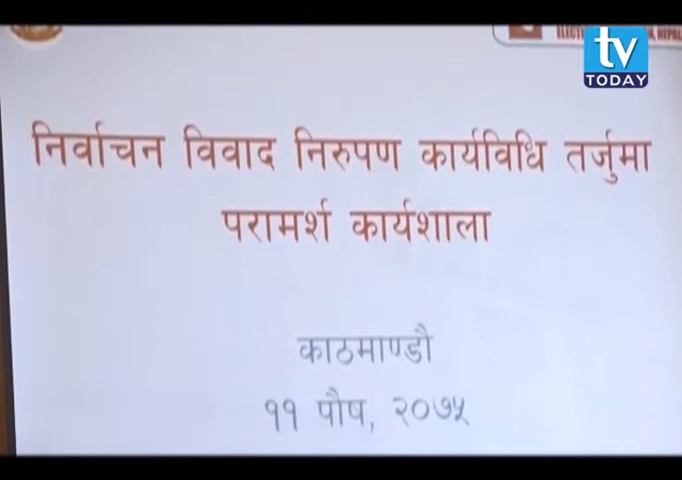 tv
TODAY
निर्वाचन विवाद निरुपण कार्यविधि तर्जुमा
परामर्श कार्यशाला
काठमाण्डौ
११ पौष, २०७५